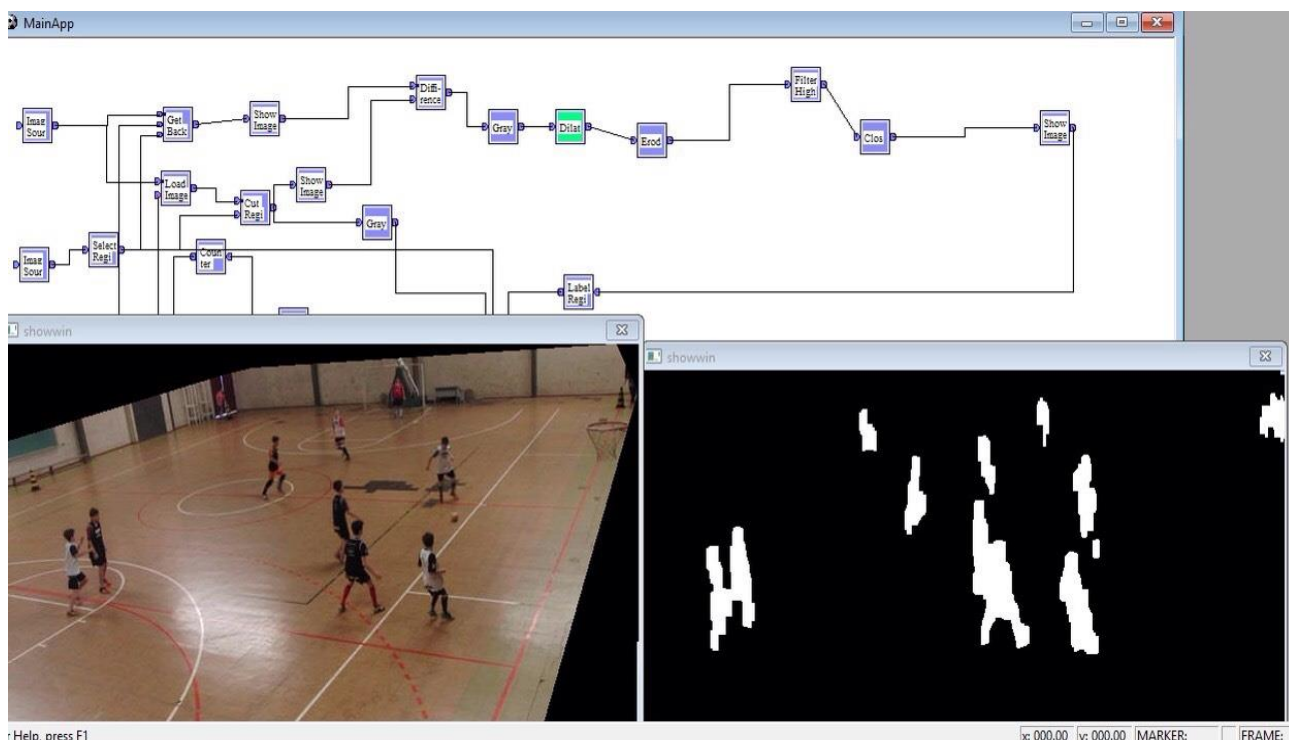 MainApp
Filter
High
Diffi-
rence
Imag
Sour
Get
Back
Show
Image
Gray
Dilat
Erod
Clos
Show
Image
Load
Image
Show
Image
Cut
Regi
Gray
Imag
Sour
Select
Regi
Coun
ter
Label
Regi
showwin
showwin
r Help, press F1
x: 000.00 y: 000.00 MARKER: FRAME: